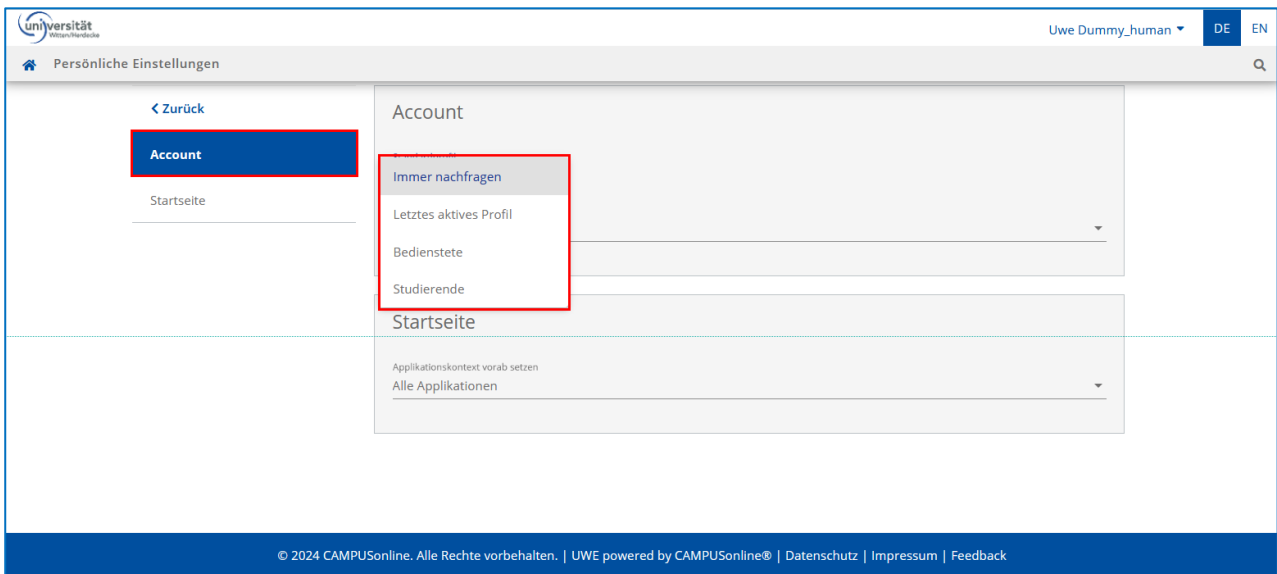 universität
Witten/Herdecke
Uwe Dummy_human
DE
EN
Persönliche Einstellungen
Zurück
Account
Startseite
Account
Immer nachfragen
Letztes aktives Profil
Bedienstete
Studierende
Startseite
Applikationskontext vorab setzen
Alle Applikationen
© 2024 CAMPUSonline. Alle Rechte vorbehalten. | UWE powered by CAMPUSonline® | Datenschutz | Impressum | Feedback